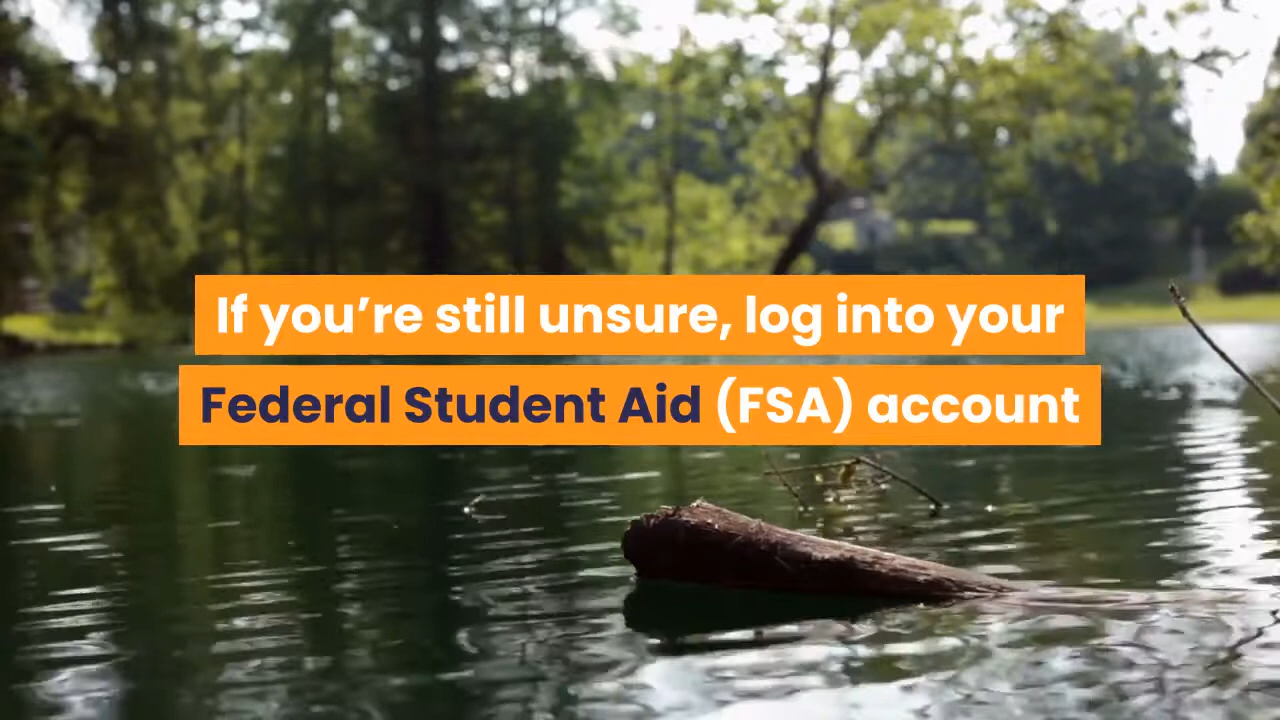 If you’re still unsure, log into your
Federal Student Aid (FSA) account